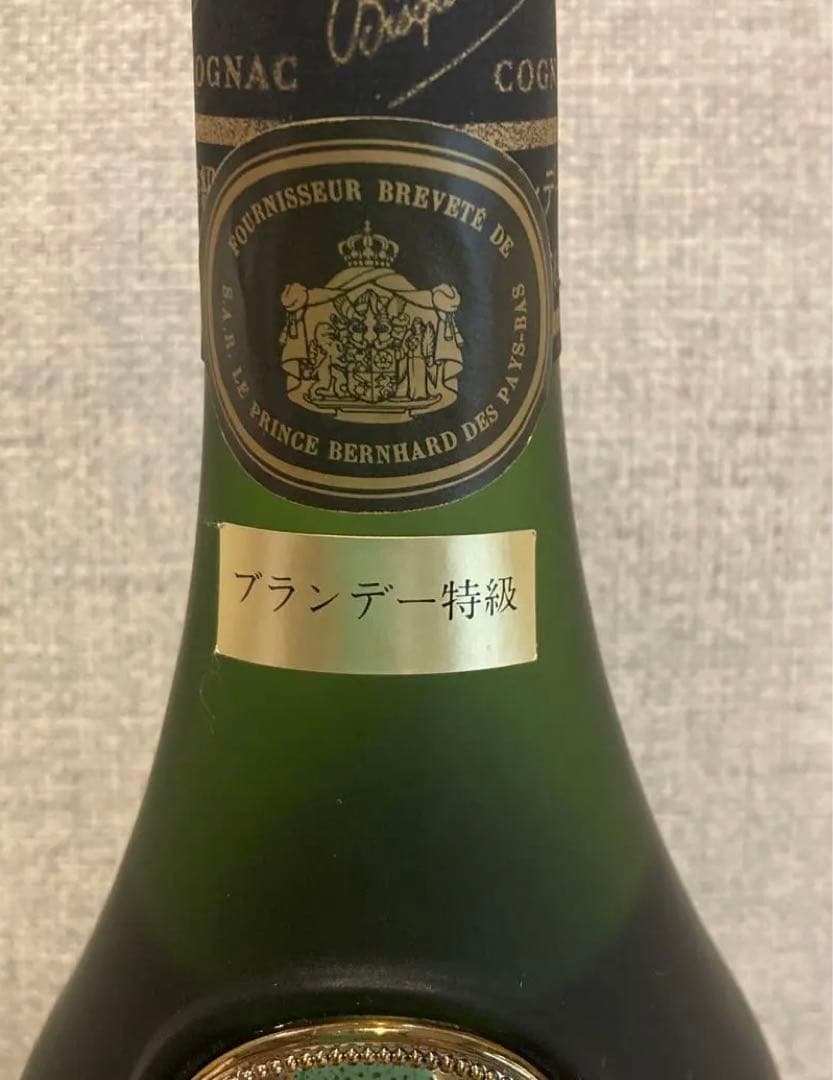 COGNAC COGN
FOURNISSEUR BREVETÉ DE
S.A.R. LE PRINCE BERNHARD DES PAYS-BAS
ブランデー特級